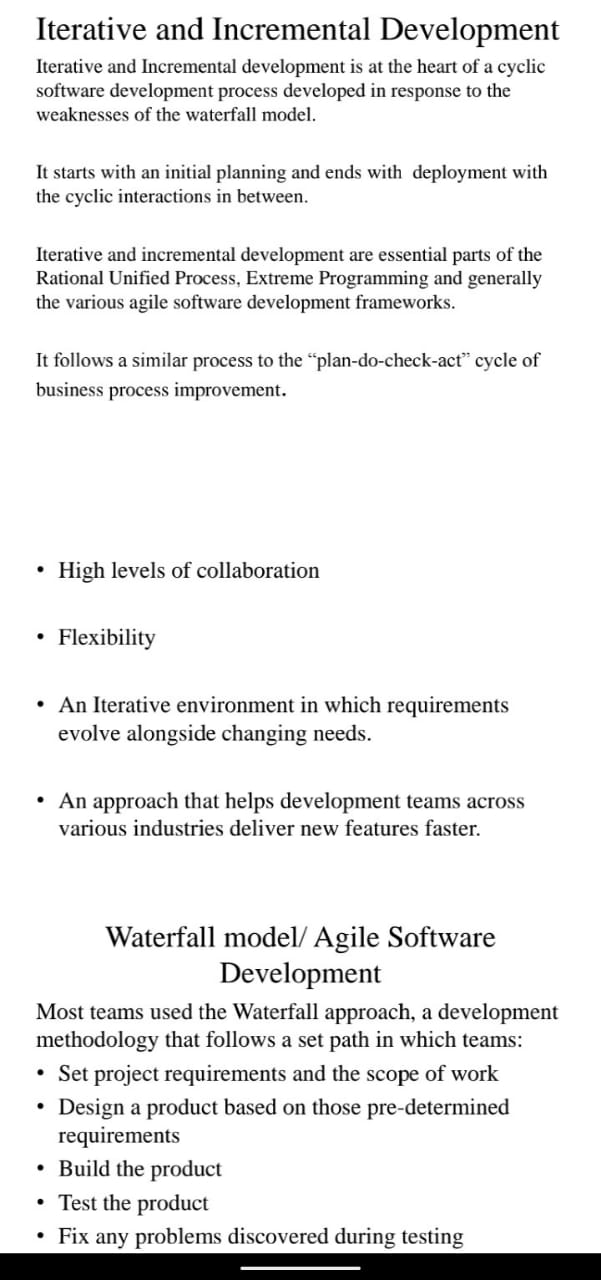 Iterative and Incremental Development
Iterative and Incremental development is at the heart of a cyclic
software development process developed in response to the
weaknesses of the waterfall model.
It starts with an initial planning and ends with  deployment with
the cyclic interactions in between.
Iterative and incremental development are essential parts of the
Rational Unified Process, Extreme Programming and generally
the various agile software development frameworks.
It follows a similar process to the “plan-do-check-act” cycle of
business process improvement.
• High levels of collaboration
• Flexibility
• An Iterative environment in which requirements
evolve alongside changing needs.
• An approach that helps development teams across
various industries deliver new features faster.
Waterfall model/ Agile Software
Development
Most teams used the Waterfall approach, a development
methodology that follows a set path in which teams:
• Set project requirements and the scope of work
• Design a product based on those pre-determined
requirements
• Build the product
• Test the product
• Fix any problems discovered during testing